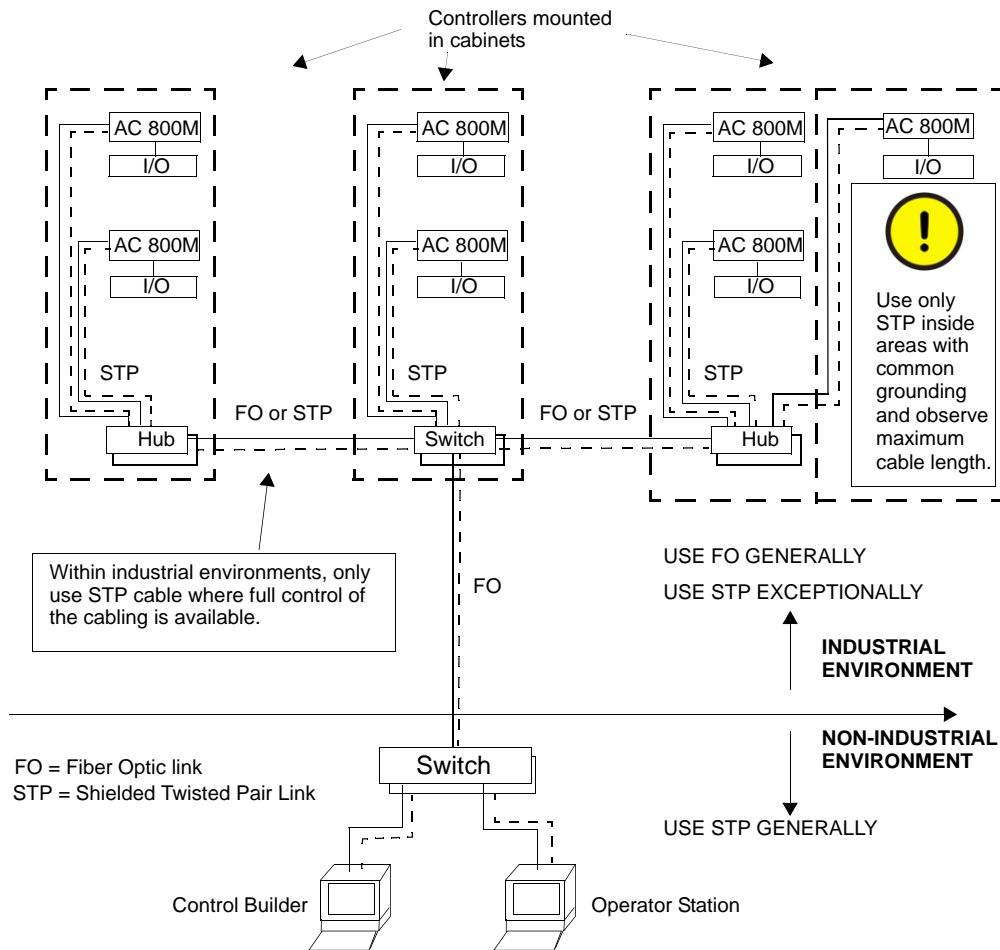 Controllers mounted
in cabinets
AC 800M
I/O
AC 800M
I/O
AC 800M
I/O
AC 800M
I/O
AC 800M
I/O
AC 800M
I/O
AC 800M
I/O
!
Use only
STP inside
areas with
common
grounding
and observe
maximum
cable length.
STP
STP
STP
FO or STP
FO or STP
Hub
Switch
Hub
Within industrial environments, only
use STP cable where full control of
the cabling is available.
FO
USE FO GENERALLY
USE STP EXCEPTIONALLY
INDUSTRIAL
ENVIRONMENT
NON-INDUSTRIAL
ENVIRONMENT
FO = Fiber Optic link
STP = Shielded Twisted Pair Link
Switch
USE STP GENERALLY
Control Builder
Operator Station